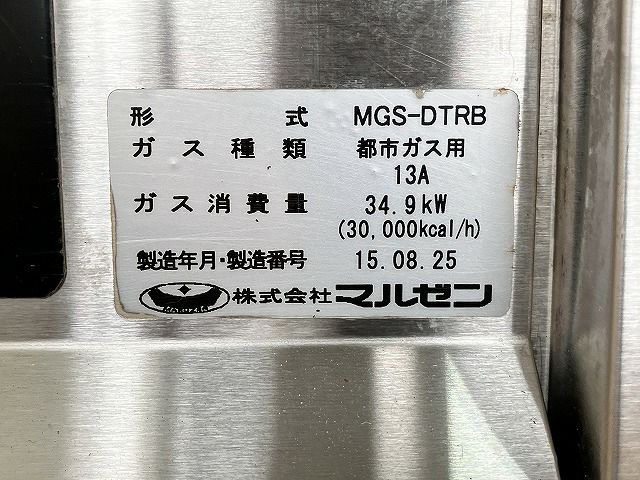 形 式 MGS-DTRB
ガス種類 都市ガス用
13A
ガス消費量 34.9kW
(30,000kcal/h)
製造年月・製造番号 15.08.25
MARUZEN 株式会社 マルゼン